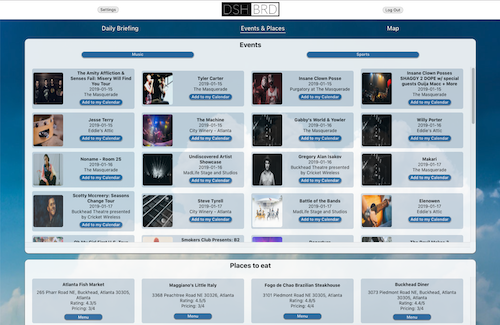 Settings
DSH BRD
Log Out
Daily Briefing
Events & Places
Map
Events
Music
Sports
The Amity Affliction
& Senses Fail: Misery Will Find
You Tour
2019-01-15
The Masquerade
Add to my Calendar
Tyler Carter
2019-01-15
The Masquerade
Add to my Calendar
Insane Clown Posse
2019-01-15
Purgatory at The Masquerade
Add to my Calendar
Insane Clown Posses
SHAGGY 2 DOPE w/ special
guests Ouija Macc + More
2019-01-15
The Masquerade
Add to my Calendar
Jesse Terry
2019-01-15
Eddie's Attic
Add to my Calendar
The Machine
2019-01-15
City Winery - Atlanta
Add to my Calendar
Gabby's World & Yowler
2019-01-16
The Masquerade
Add to my Calendar
Willy Porter
2019-01-16
Eddie's Attic
Add to my Calendar
Noname - Room 25
2019-01-16
The Masquerade
Add to my Calendar
Undiscovered Artist
Showcase
2019-01-16
MadLife Stage and Studios
Add to my Calendar
Gregory Alan Isakov
2019-01-16
Buckhead Theatre presented
by Cricket Wireless
Add to my Calendar
Makari
2019-01-16
The Masquerade
Add to my Calendar
Scotty Mccreery: Seasons
Change Tour
2019-01-17
Buckhead Theatre presented
by Cricket Wireless
Add to my Calendar
Steve Tyrell
2019-01-17
City Winery - Atlanta
Add to my Calendar
Battle of the Bands
2019-01-17
MadLife Stage and Studios
Add to my Calendar
Elenowen
2019-01-17
Eddie's Attic
Add to my Calendar
Smokers Club Presents: B2
Places to eat
Atlanta Fish Market
265 Pharr Road NE, Buckhead, Atlanta 30305,
Atlanta
Rating: 4.3/5
Pricing: 3/4
Menu
Maggiano's Little Italy
3368 Peachtree Road NE 30326, Atlanta
Rating: 4.5/5
Pricing: 3/4
Menu
Fogo de Chao Brazilian Steakhouse
3101 Piedmont Road NE 30305, Atlanta
Rating: 4.6/5
Pricing: 4/4
Menu
Buckhead Diner
3073 Piedmont Road NE, Buckhead, Atlanta
30305, Atlanta
Rating: 4.4/5
Pricing: 3/4
Menu